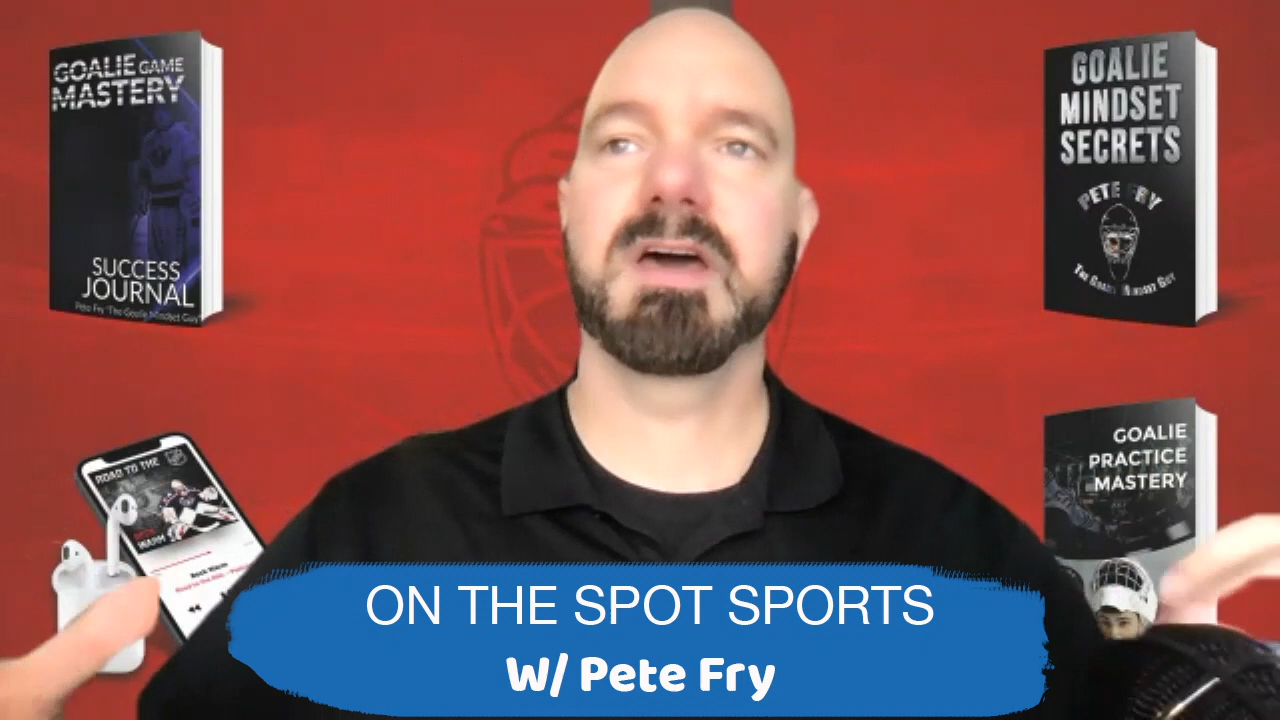 GOALIE GAME
MASTERY
SUCCESS
JOURNAL
Pete Fry "The Goalie Mindset Guy"
GOALIE
MINDSET
SECRETS
PETE FRY
THE GOALIE MINDSET GUY
ROAD TO THE
WARM
GOALIE
PRACTICE
MASTERY
ON THE SPOT SPORTS
W/ Pete Fry